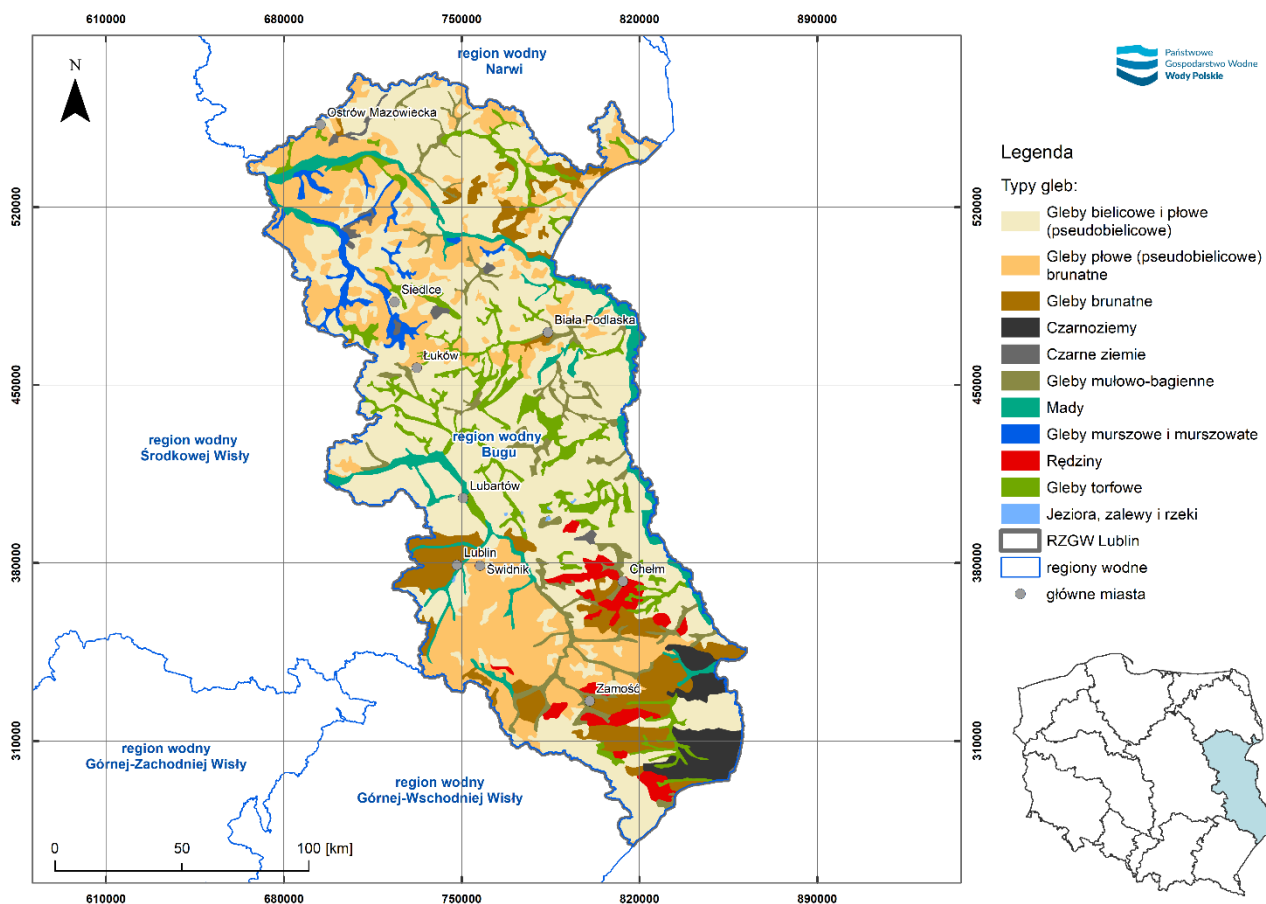 610000 680000 750000 820000 890000
region wodny
Narwi
N
Państwowe
Gospodarstwo Wodne
Wody Polskie
Ostrów Mazowiecka
520000 520000
Siedlce
Biała Podlaska
Łuków
450000 450000
region wodny
Środkowej Wisły
region wodny
Bugu
Lubartów
Lublin
Świdnik
Chełm
380000 380000
Zamość
310000 310000
region wodny
Górnej-Zachodniej Wisły
region wodny
Górnej-Wschodniej Wisły
0 50 100 [km]
610000 680000 750000 820000 890000
Legenda
Typy gleb:
Gleby bielicowe i płowe
(pseudobielicowe)
Gleby płowe (pseudobielicowe)
brunatne
Gleby brunatne
Czarnoziemy
Czarne ziemie
Gleby mułowo-bagienne
Mady
Gleby murszowe i murszowate
Rędziny
Gleby torfowe
Jeziora, zalewy i rzeki
RZGW Lublin
regiony wodne
główne miasta